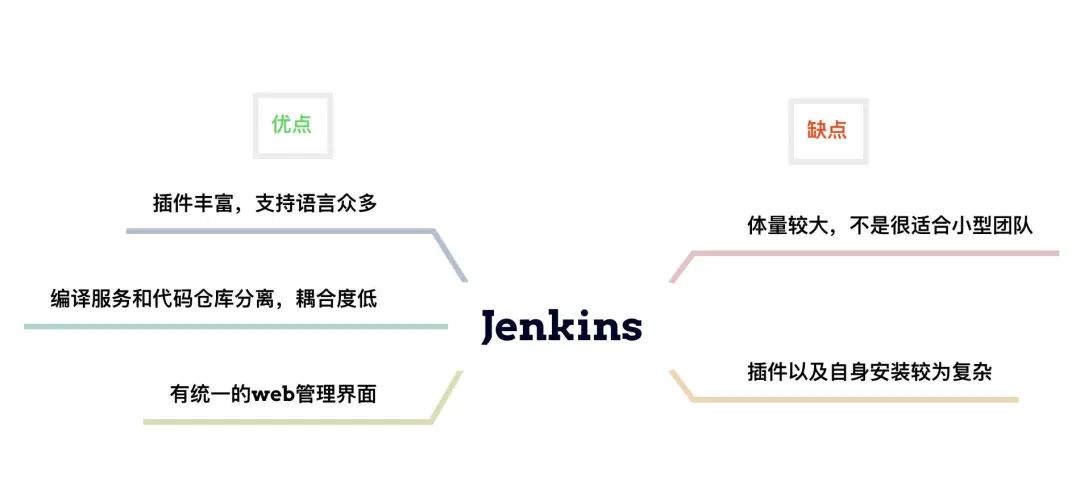 优点
插件丰富，支持语言众多
编译服务和代码仓库分离，耦合度低
有统一的web管理界面
Jenkins
缺点
体量较大，不是很适合小型团队
插件以及自身安装较为复杂